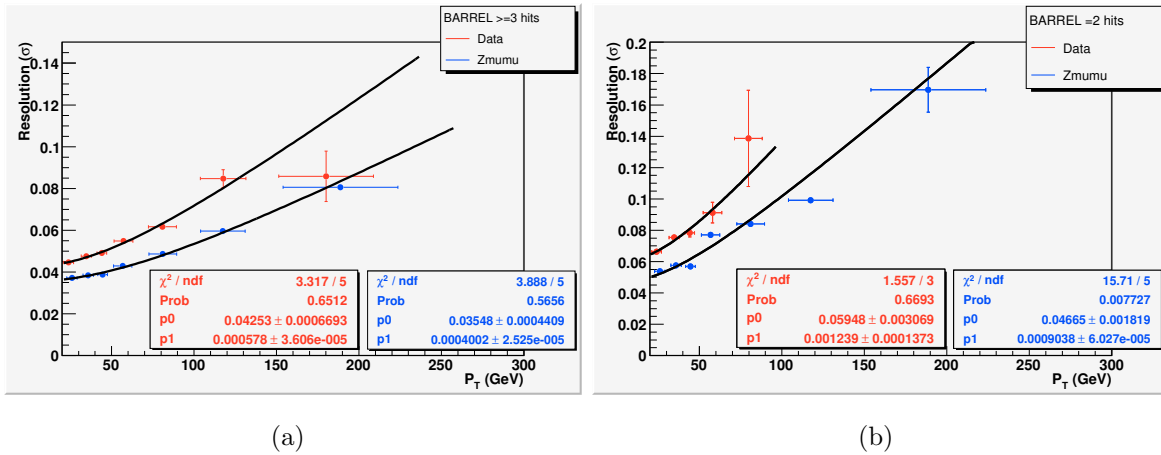 BARREL >=3 hits
Data
Zmumu
Resolution (σ)
0.14
0.12
0.1
0.08
0.06
0.04
0.02
0
50
100
150
200
250
300
P_T (GeV)
χ² / ndf 3.317 / 5
Prob 0.6512
p0 0.04253 ± 0.0006693
p1 0.000578 ± 3.606e-005
χ² / ndf 3.888 / 5
Prob 0.5656
p0 0.03548 ± 0.0004409
p1 0.0004002 ± 2.525e-005
(a)
BARREL =2 hits
Data
Zmumu
Resolution (σ)
0.2
0.18
0.16
0.14
0.12
0.1
0.08
0.06
0.04
0.02
0
50
100
150
200
250
300
P_T (GeV)
χ² / ndf 1.557 / 3
Prob 0.6693
p0 0.05948 ± 0.003069
p1 0.001239 ± 0.0001373
χ² / ndf 15.71 / 5
Prob 0.007727
p0 0.04665 ± 0.001819
p1 0.0009038 ± 6.027e-005
(b)